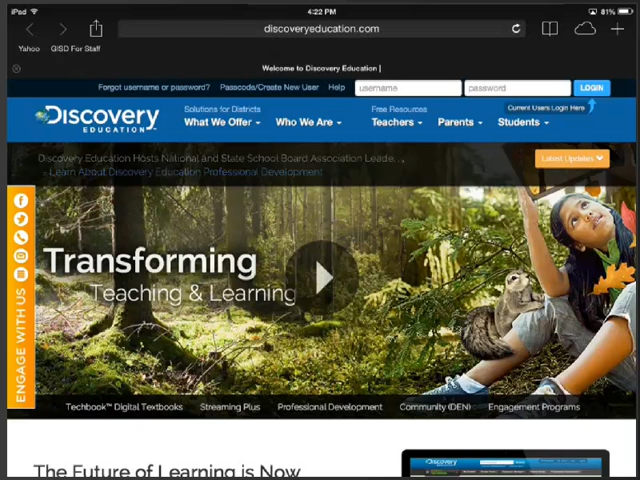 iPad 4:22 PM 81%
discoveryeducation.com
Yahoo GISD For Staff
Welcome to Discovery Education |
Forgot username or password? Passcode/Create New User Help username password LOGIN
Current Users Login Here
Discovery EDUCATION
Solutions for Districts Free Resources
What We Offer Who We Are Teachers Parents Students
Discovery Education Hosts National and State School Board Association Leade...
Learn About Discovery Education Professional Development
Latest Updates
ENGAGE WITH US
Transforming
Teaching & Learning
Techbook™ Digital Textbooks Streaming Plus Professional Development Community (DEN) Engagement Programs
The Future of Learning is Now